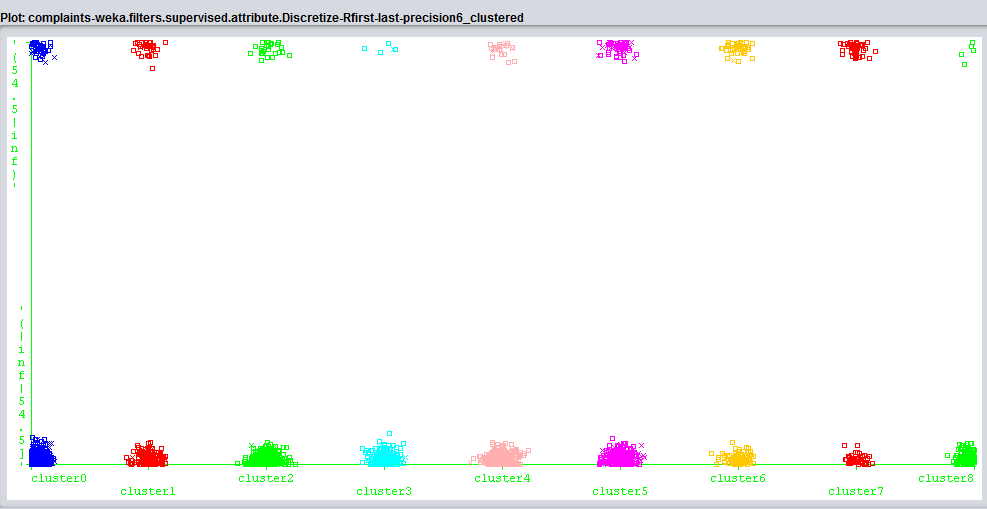 Plot: complaints-weka.filters.supervised.attribute.Discretize-Rfirst-last-precision6_clustered
'(54.5|inf)'
'(|inf|54.5]'
cluster0
cluster1
cluster2
cluster3
cluster4
cluster5
cluster6
cluster7
cluster8